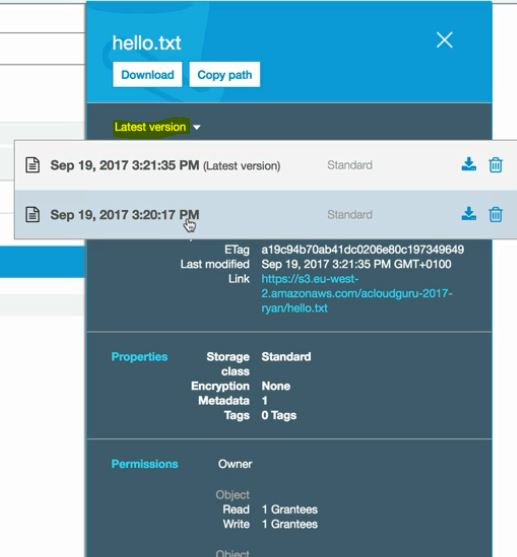 hello.txt
Download Copy path
Latest version
Sep 19, 2017 3:21:35 PM (Latest version) Standard
Sep 19, 2017 3:20:17 PM Standard
ETag a19c94b70ab41dc0206e80c197349649
Last modified Sep 19, 2017 3:21:35 PM GMT+0100
Link https://s3.eu-west-
2.amazonaws.com/acloudguru-2017-
ryan/hello.txt
Properties Storage Standard
class
Encryption None
Metadata 1
Tags 0 Tags
Permissions Owner
Object
Read 1 Grantees
Write 1 Grantees
Object